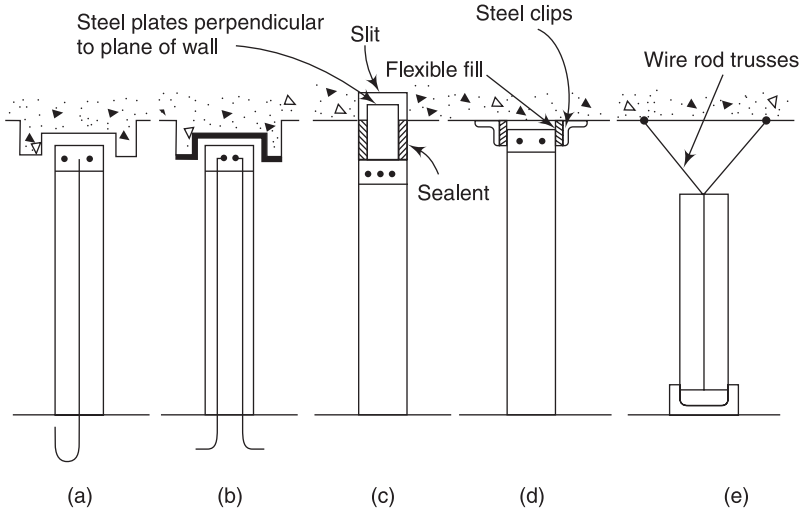 Steel plates perpendicular
to plane of wall
Slit
Steel clips
Flexible fill
Wire rod trusses
Sealent
(a)
(b)
(c)
(d)
(e)